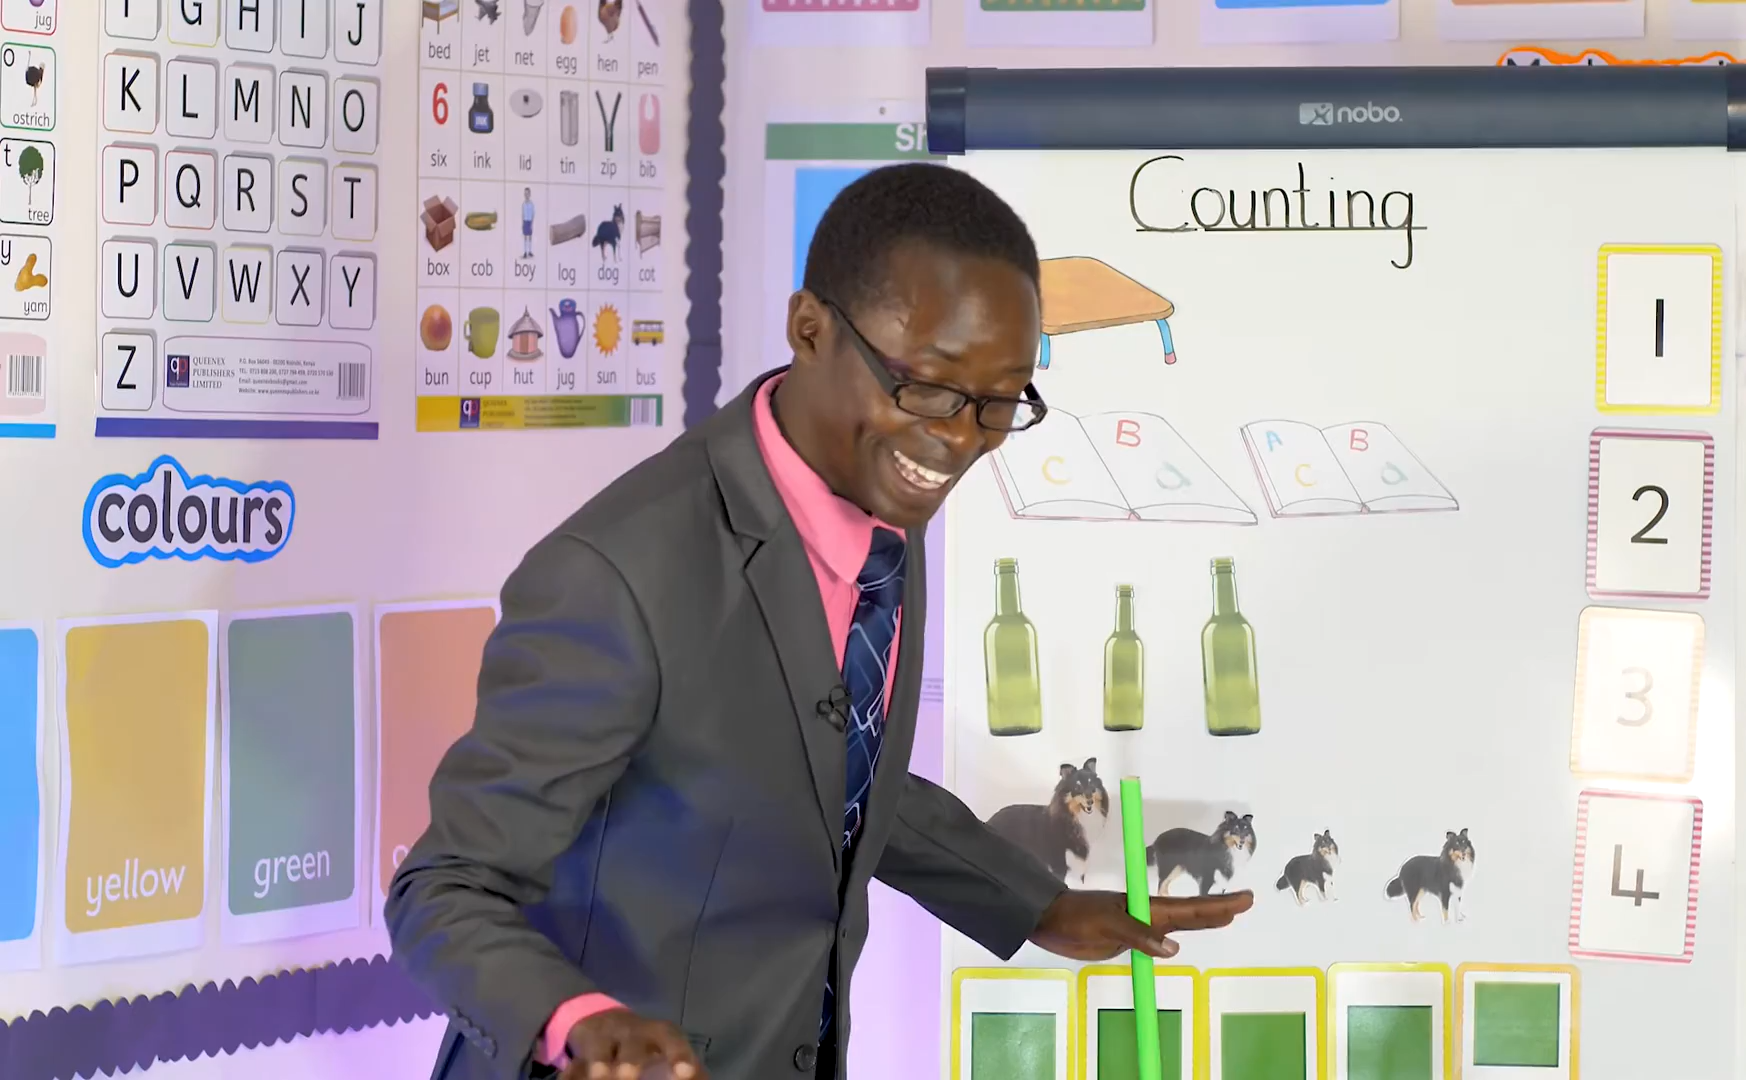 jug
o
ostrich
t
tree
y
yam
G H I J
K L M N O
P Q R S T
U V W X Y
Z
QUEENEX
PUBLISHERS
LIMITED
bed jet net egg hen pen
6 INK
six ink lid tin zip bib
box cob boy log dog cot
bun cup hut jug sun bus
colours
yellow
green
nobo
Counting
B
C a
A B
C a
1
2
3
4